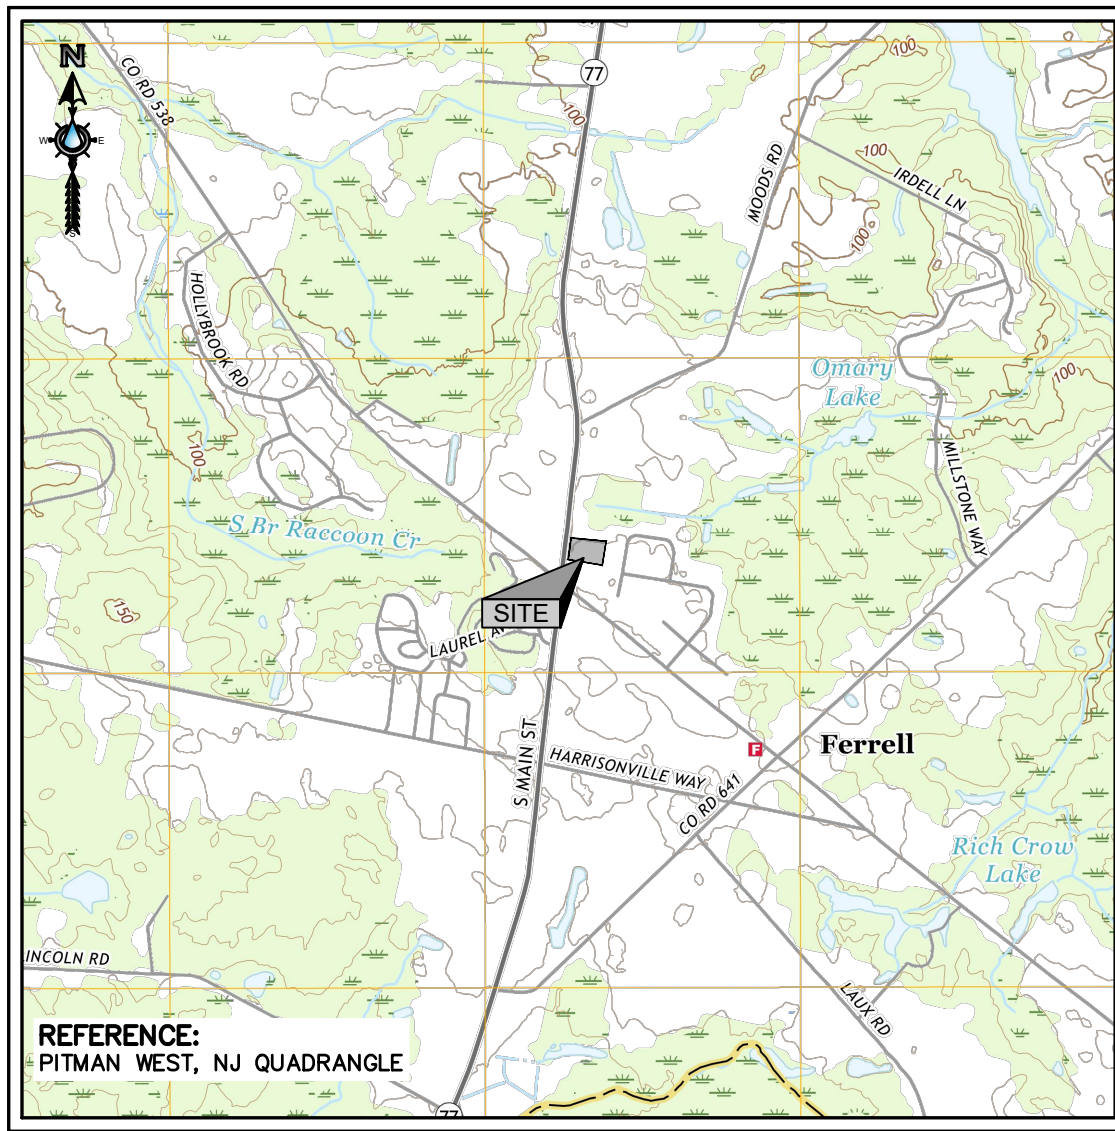 N
W
E
S
CO RD 538
77
100
100
MOODS RD
100
IRDELL LN
100
HOLLYBROOK RD
Omary
Lake
100
100
MILLSTONE WAY
S Br Raccoon Cr
150
SITE
LAUREL
S MAIN ST
HARRISONVILLE WAY
CO RD 641
F
Ferrell
Rich Crow
Lake
INCOLN RD
LAUX RD
REFERENCE:
PITMAN WEST, NJ QUADRANGLE
77